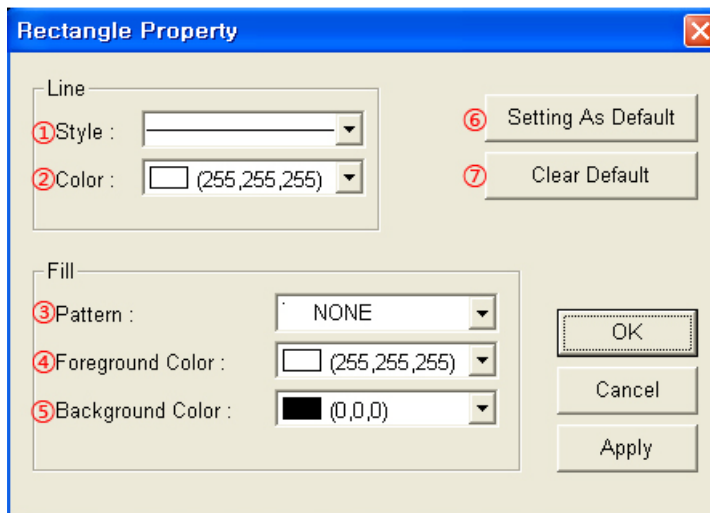 Rectangle Property
Line
①Style :
②Color : (255,255,255)
⑥ Setting As Default
⑦ Clear Default
Fill
③Pattern : NONE
④Foreground Color : (255,255,255)
⑤Background Color : (0,0,0)
OK
Cancel
Apply